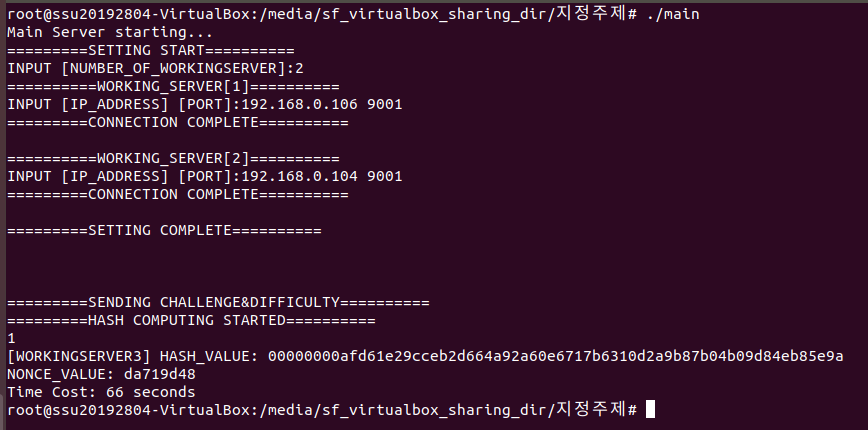 root@ssu20192804-VirtualBox:/media/sf_virtualbox_sharing_dir/지정주제# ./main
Main Server starting...
=========SETTING START==========
INPUT [NUMBER_OF_WORKINGSERVER]:2
==========WORKING_SERVER[1]==========
INPUT [IP_ADDRESS] [PORT]:192.168.0.106 9001
=========CONNECTION COMPLETE==========
==========WORKING_SERVER[2]==========
INPUT [IP_ADDRESS] [PORT]:192.168.0.104 9001
=========CONNECTION COMPLETE==========
=========SETTING COMPLETE==========
=========SENDING CHALLENGE&DIFFICULTY==========
=========HASH COMPUTING STARTED==========
1
[WORKINGSERVER3] HASH_VALUE: 00000000afd61e29cceb2d664a92a60e6717b6310d2a9b87b04b09d84eb85e9a
NONCE_VALUE: da719d48
Time Cost: 66 seconds
root@ssu20192804-VirtualBox:/media/sf_virtualbox_sharing_dir/지정주제#